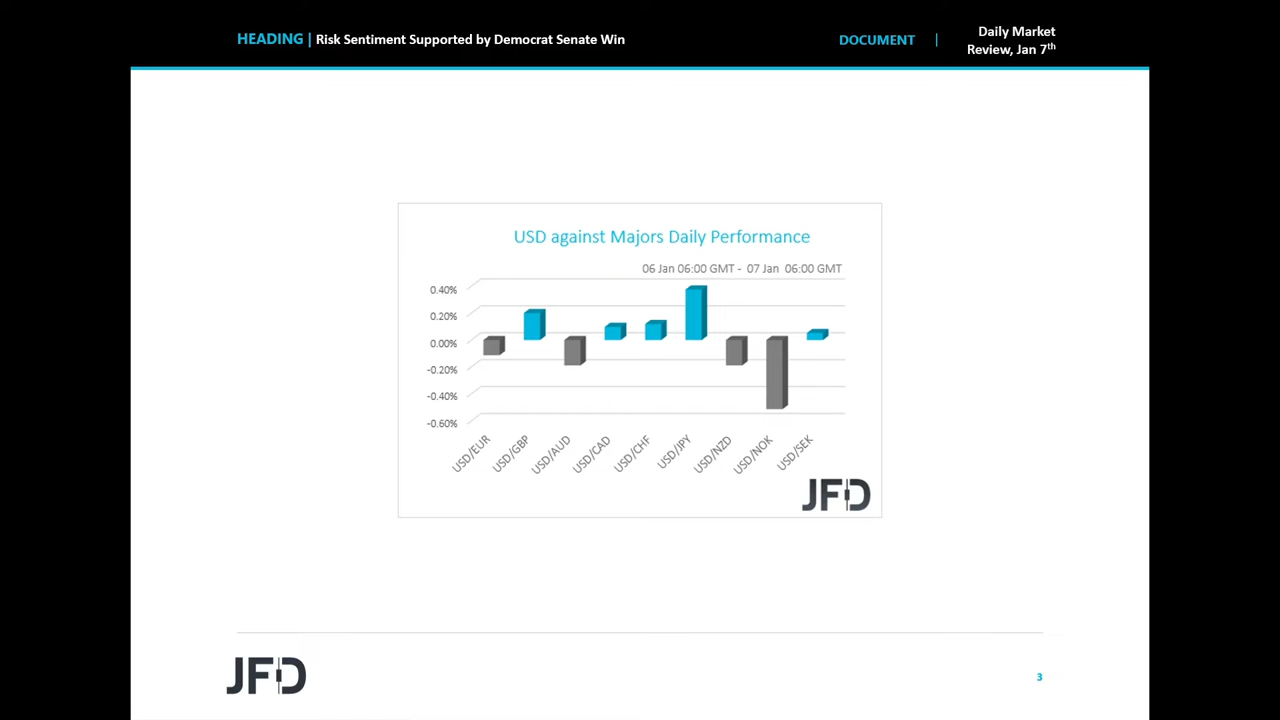 HEADING | Risk Sentiment Supported by Democrat Senate Win
DOCUMENT |
Daily Market
Review, Jan 7th
USD against Majors Daily Performance
06 Jan 06:00 GMT - 07 Jan 06:00 GMT
0.40%
0.20%
0.00%
-0.20%
-0.40%
-0.60%
USD/EUR
USD/GBP
USD/AUD
USD/CAD
USD/CHF
USD/JPY
USD/NZD
USD/NOK
USD/SEK
JFD
JFD
3